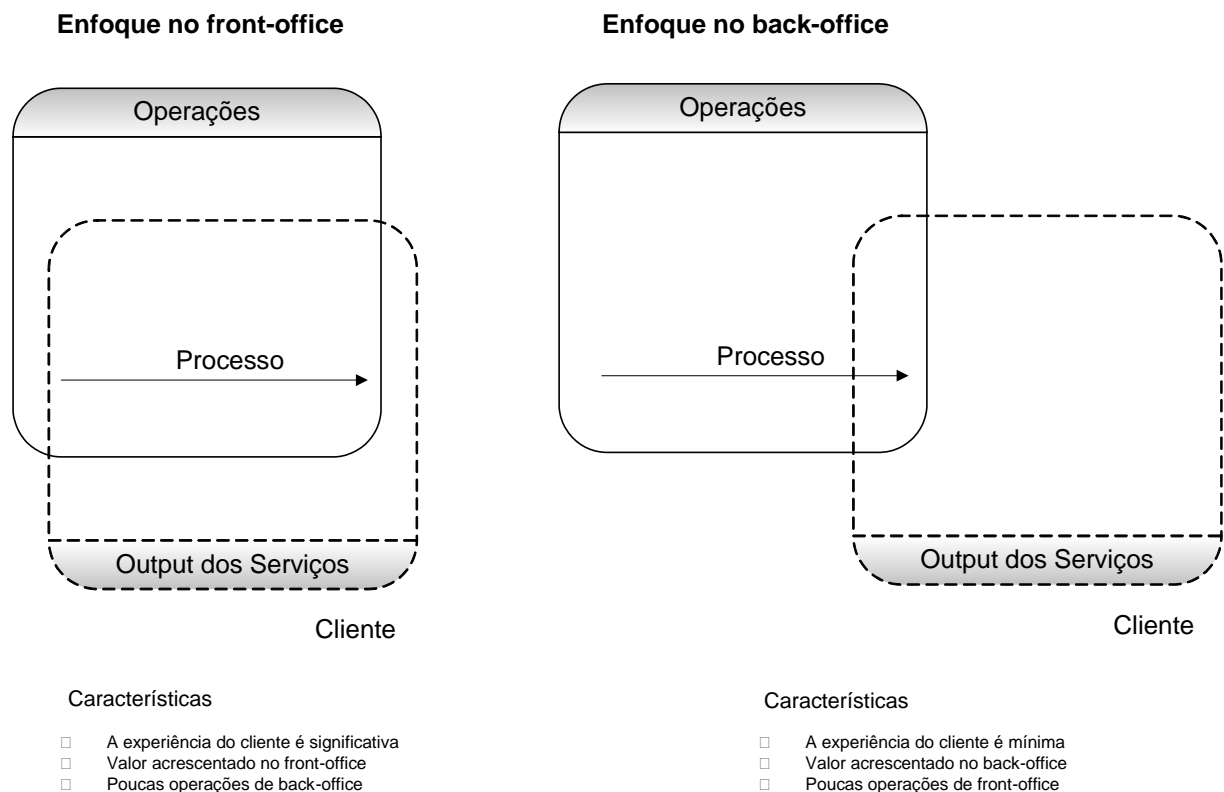 Enfoque no front-office
Enfoque no back-office
Operações
Operações
Processo
Processo
Output dos Serviços
Output dos Serviços
Cliente
Cliente
Características
A experiência do cliente é significativa
Valor acrescentado no front-office
Poucas operações de back-office
Características
A experiência do cliente é mínima
Valor acrescentado no back-office
Poucas operações de front-office